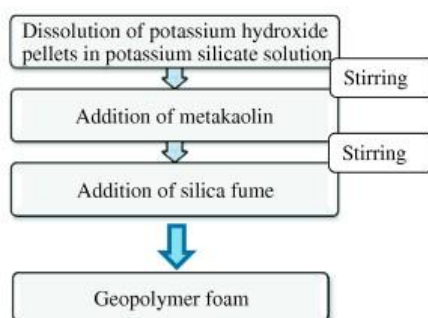 Dissolution of potassium hydroxide
pellets in potassium silicate solution
Stirring
Addition of metakaolin
Stirring
Addition of silica fume
Geopolymer foam